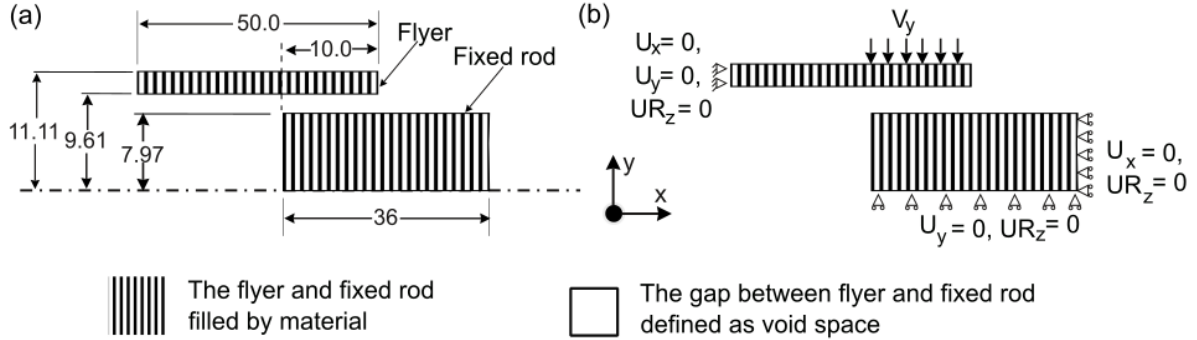 (a)
50.0
10.0
Flyer
Fixed rod
11.11
9.61
7.97
36
(b)
Vy
Ux= 0,
Uy= 0,
URz= 0
y
x
Ux = 0,
URz= 0
Uy = 0, URz= 0
The flyer and fixed rod
filled by material
The gap between flyer and fixed rod
defined as void space